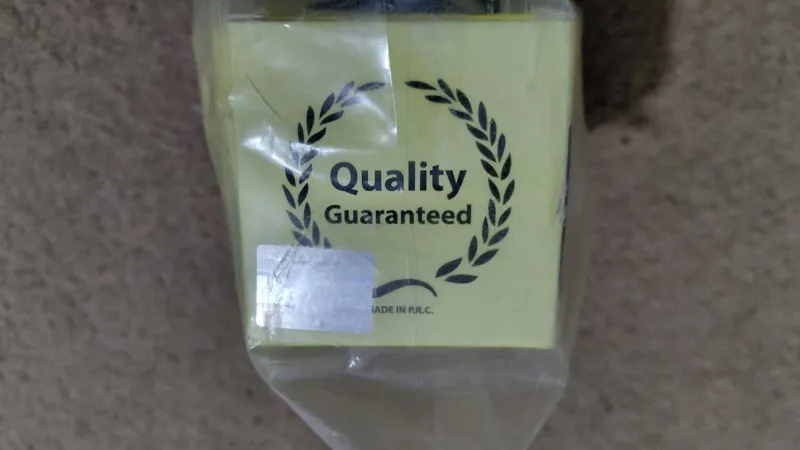 Quality
Guaranteed
MADE IN P.R.C.